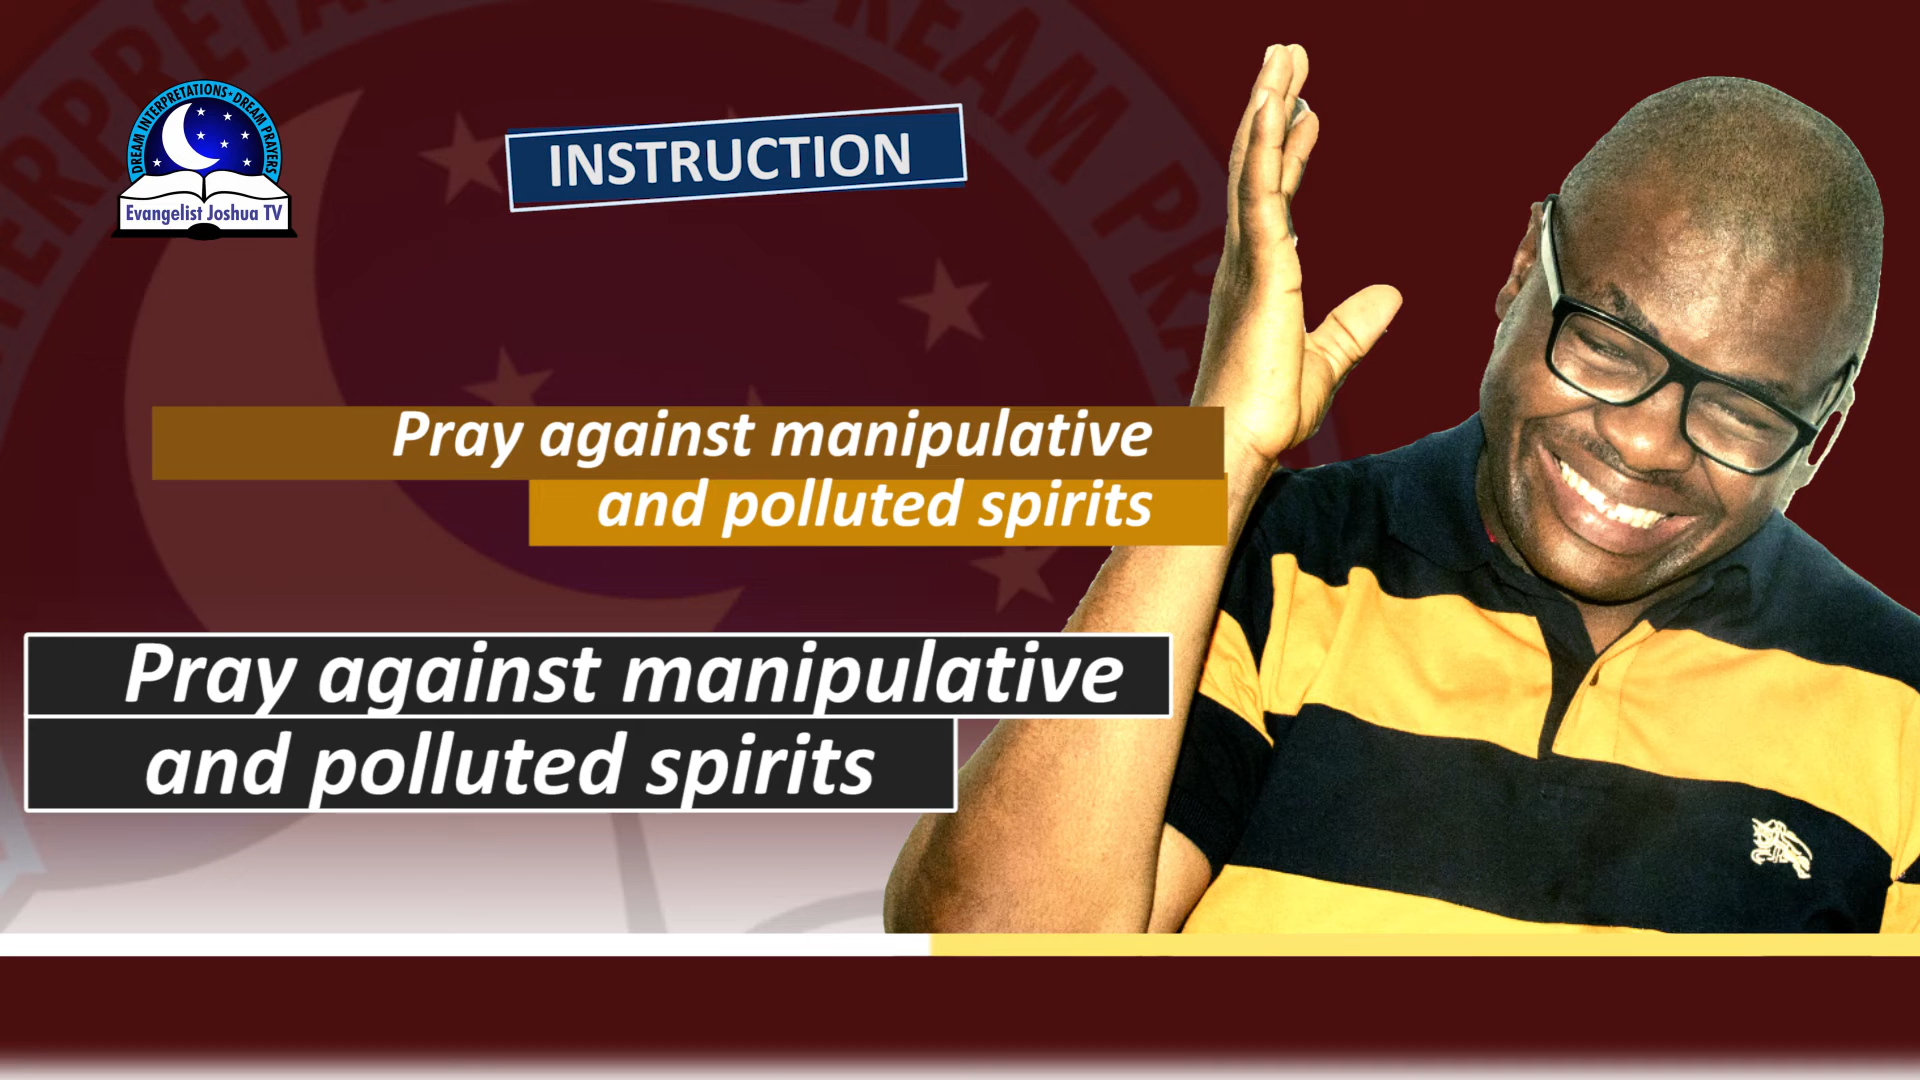 DREAM INTERPRETATIONS • DREAM PRAYERS
Evangelist Joshua TV
INSTRUCTION
Pray against manipulative
and polluted spirits
Pray against manipulative
and polluted spirits